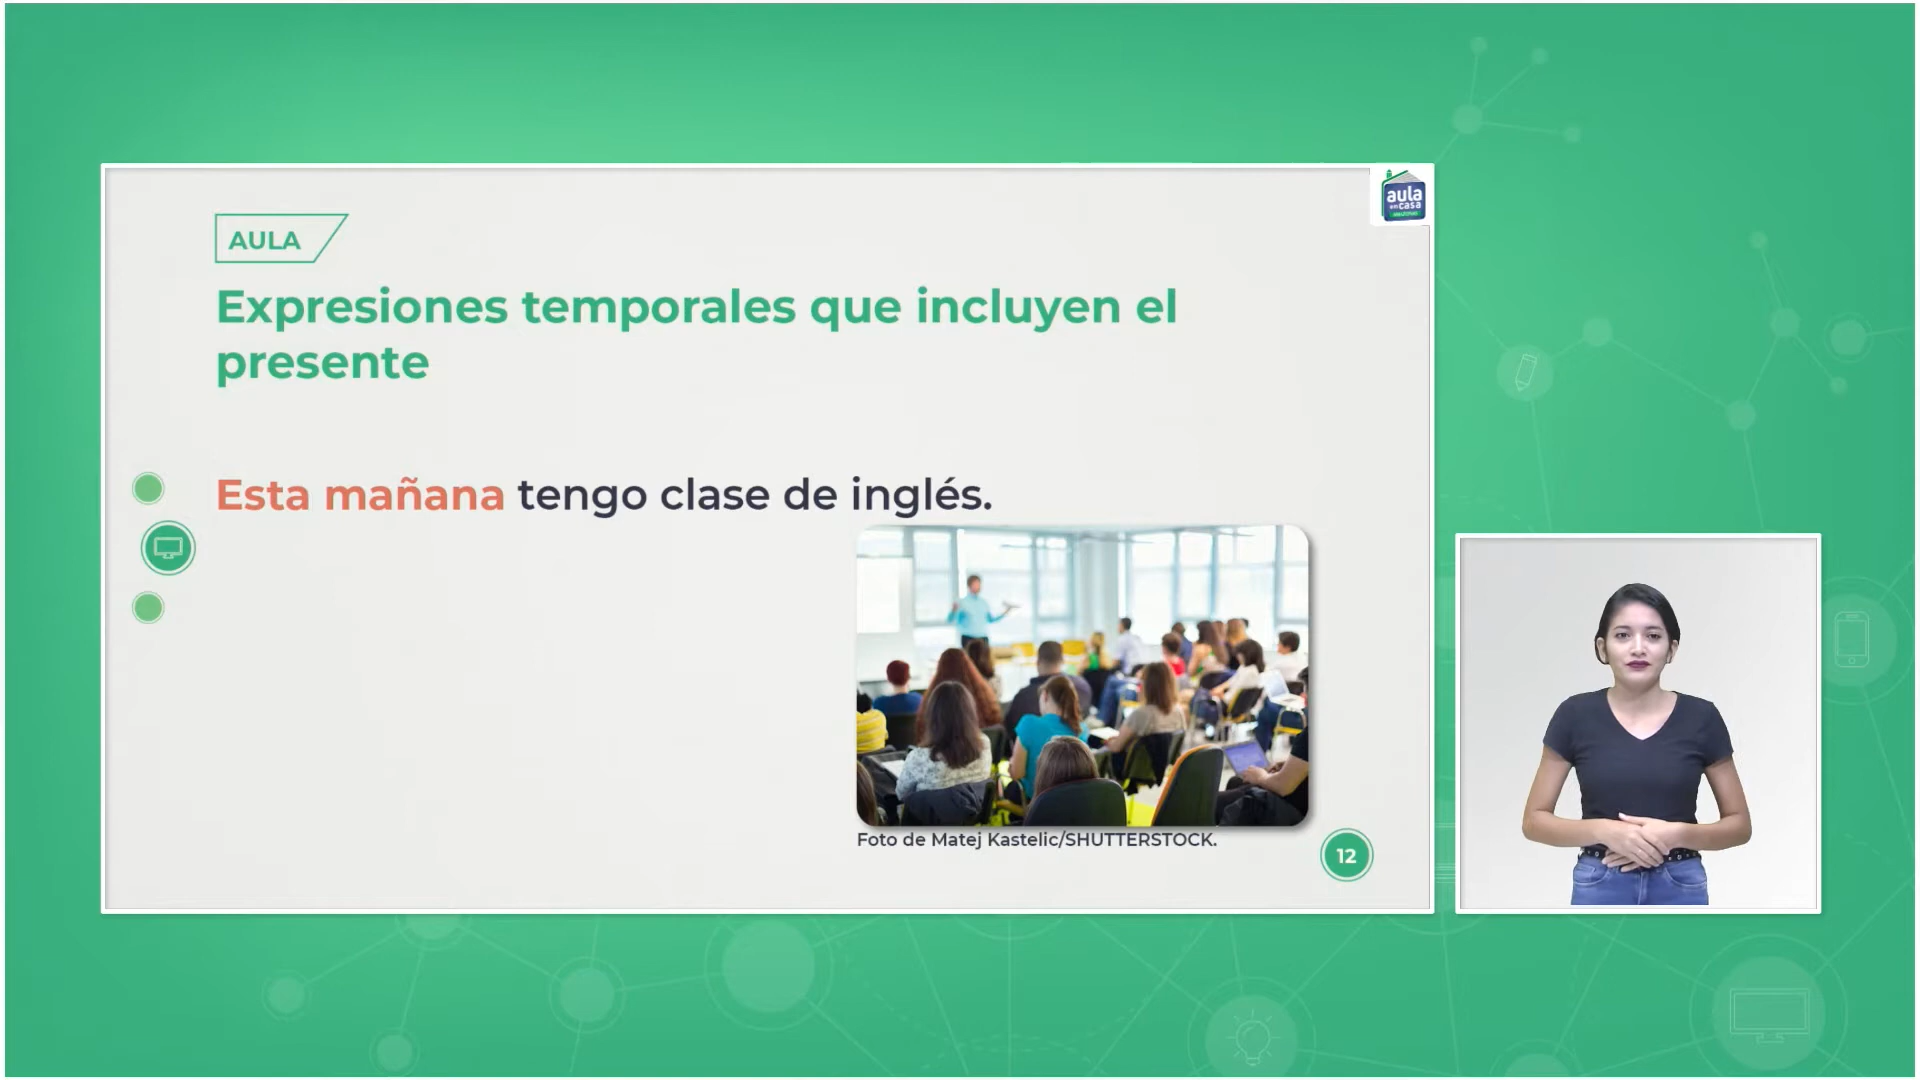 aula
em casa
AULA
Expresiones temporales que incluyen el
presente
Esta mañana tengo clase de inglés.
Foto de Matej Kastelic/SHUTTERSTOCK.
12